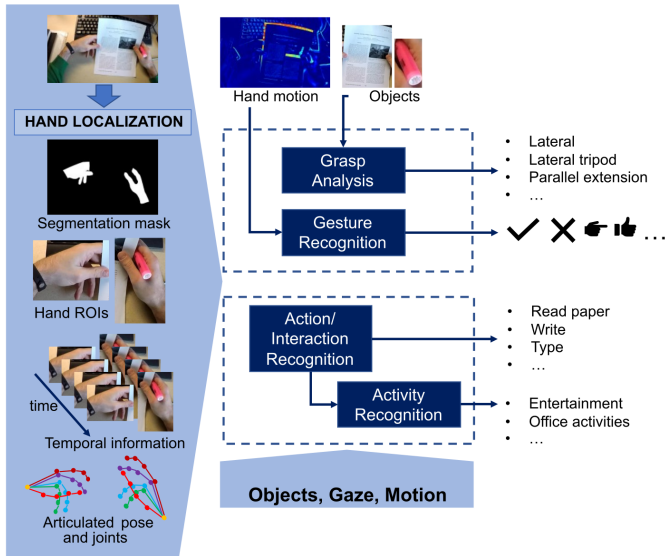 HAND LOCALIZATION
Segmentation mask
Hand ROIs
time
Temporal information
Articulated pose
and joints
Hand motion
Objects
Grasp
Analysis
• Lateral
• Lateral tripod
• Parallel extension
• …
Gesture
Recognition
…
Action/
Interaction
Recognition
• Read paper
• Write
• Type
• …
Activity
Recognition
• Entertainment
• Office activities
• …
Objects, Gaze, Motion